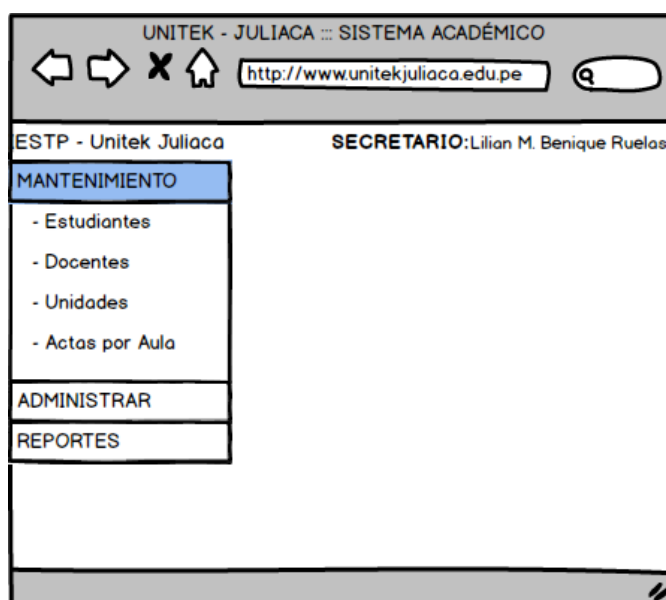 UNITEK - JULIACA ::: SISTEMA ACADÉMICO
http://www.unitekjuliaca.edu.pe
IESTP - Unitek Juliaca
SECRETARIO:Lilian M. Benique Ruelas
MANTENIMIENTO
- Estudiantes
- Docentes
- Unidades
- Actas por Aula
ADMINISTRAR
REPORTES